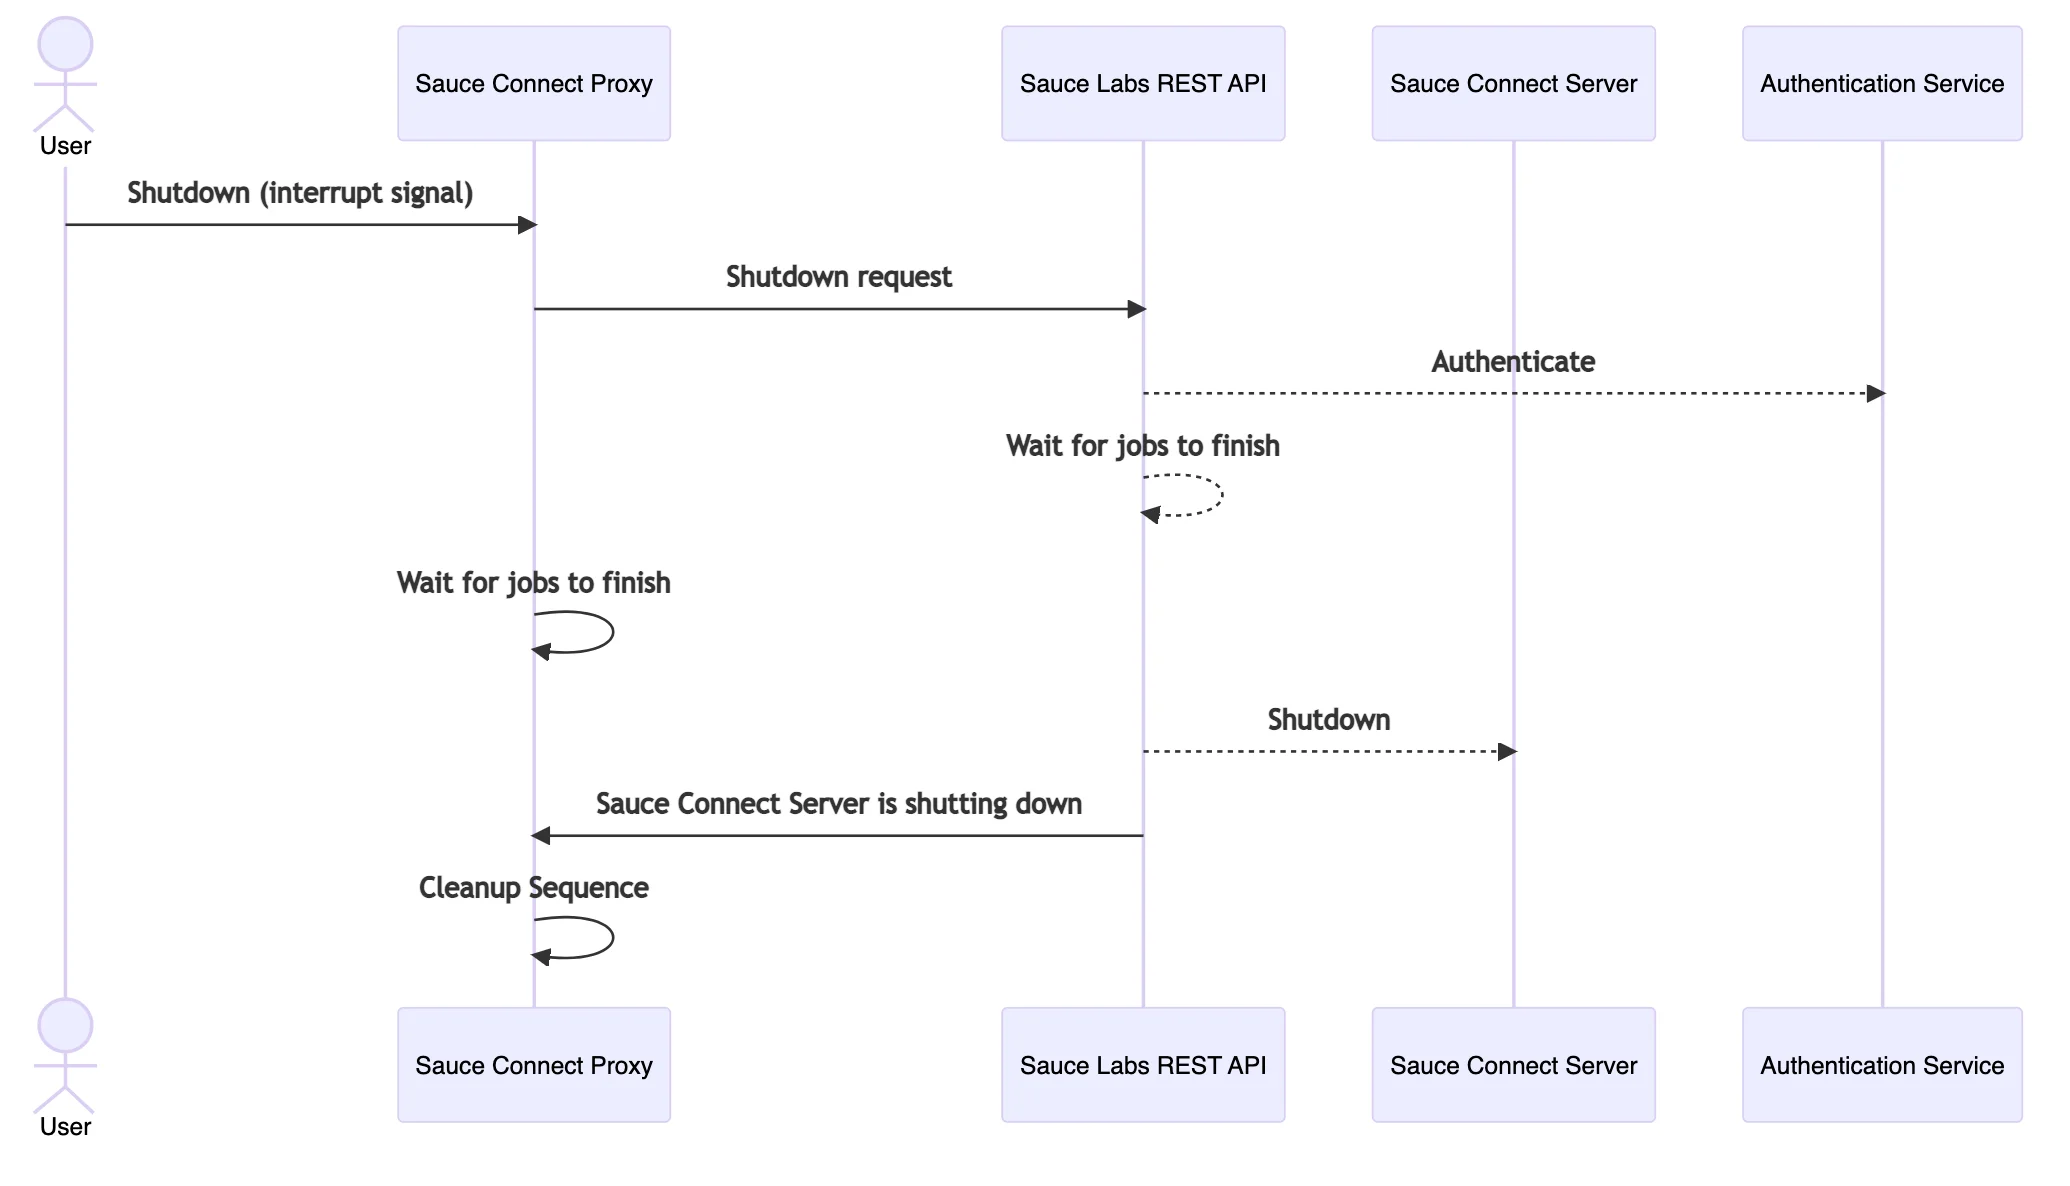 User
Sauce Connect Proxy
Sauce Labs REST API
Sauce Connect Server
Authentication Service
Shutdown (interrupt signal)
Shutdown request
Authenticate
Wait for jobs to finish
Wait for jobs to finish
Shutdown
Sauce Connect Server is shutting down
Cleanup Sequence
User
Sauce Connect Proxy
Sauce Labs REST API
Sauce Connect Server
Authentication Service